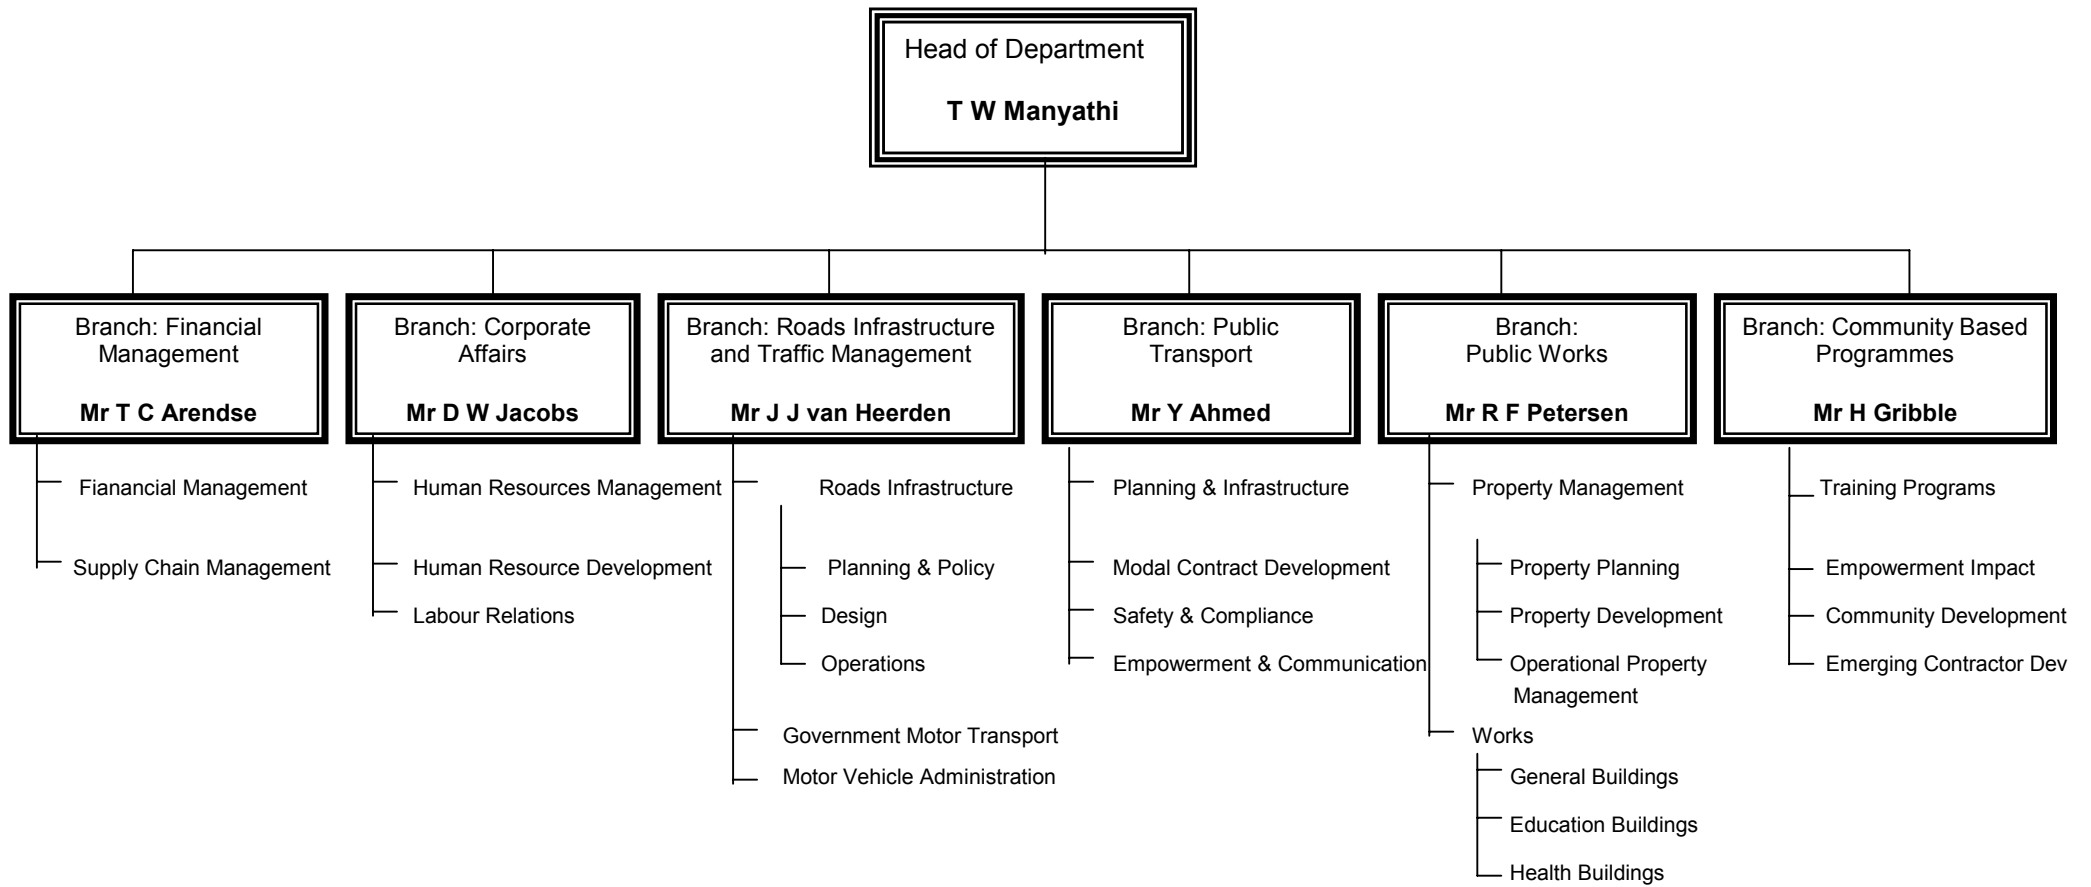 Head of Department
T W Manyathi
Branch: Financial
Management
Mr T C Arendse
Fianancial Management
Supply Chain Management
Branch: Corporate
Affairs
Mr D W Jacobs
Human Resources Management
Human Resource Development
Labour Relations
Branch: Roads Infrastructure
and Traffic Management
Mr J J van Heerden
Roads Infrastructure
Planning & Policy
Design
Operations
Government Motor Transport
Motor Vehicle Administration
Branch: Public
Transport
Mr Y Ahmed
Planning & Infrastructure
Modal Contract Development
Safety & Compliance
Empowerment & Communication
Branch:
Public Works
Mr R F Petersen
Property Management
Property Planning
Property Development
Operational Property
Management
Works
General Buildings
Education Buildings
Health Buildings
Branch: Community Based
Programmes
Mr H Gribble
Training Programs
Empowerment Impact
Community Development
Emerging Contractor Dev